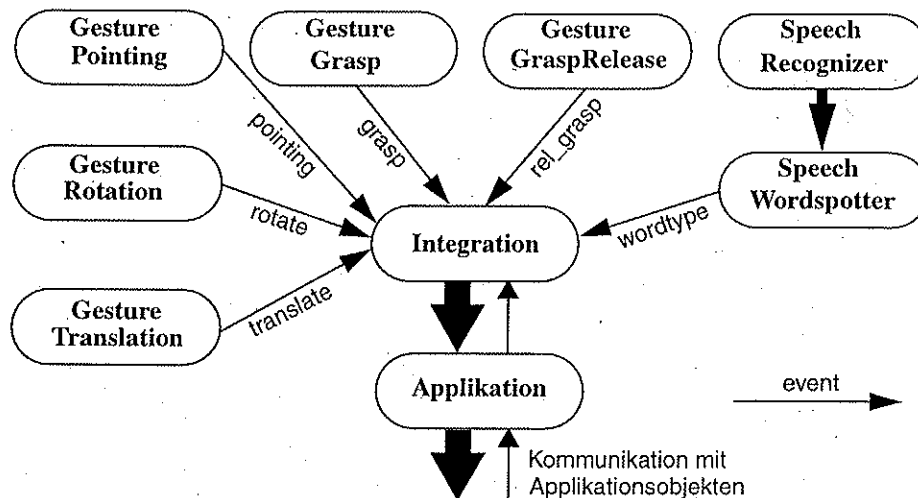 Gesture
Pointing
Gesture
Grasp
Gesture
GraspRelease
Speech
Recognizer
pointing
grasp
rel_grasp
Gesture
Rotation
Speech
Wordspotter
rotate
wordtype
Integration
translate
Gesture
Translation
Applikation
event
Kommunikation mit
Applikationsobjekten